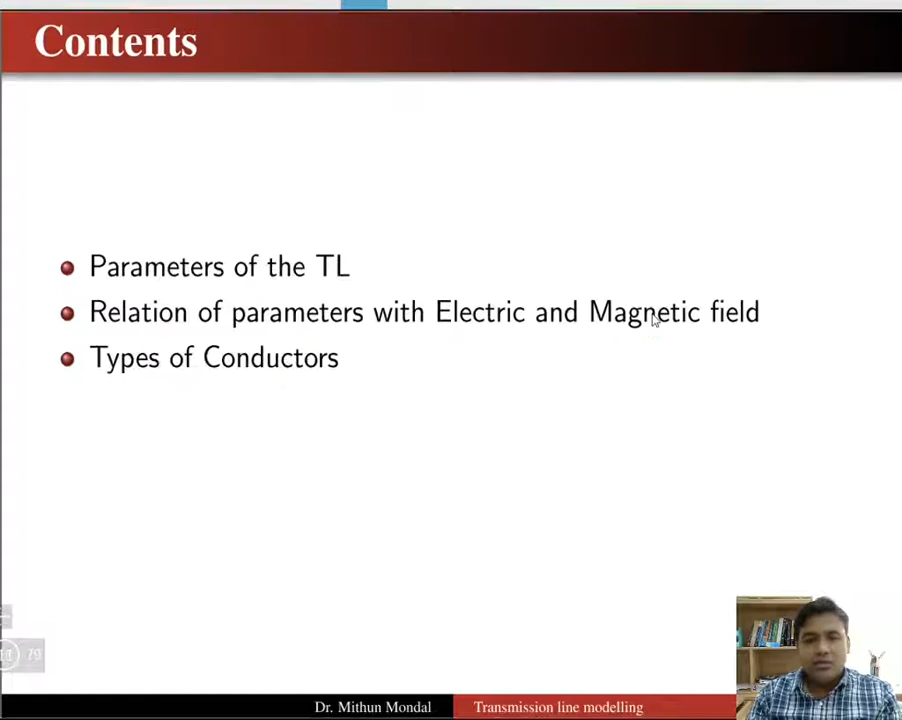 Contents
Parameters of the TL
Relation of parameters with Electric and Magnetic field
Types of Conductors
79
Dr. Mithun Mondal
Transmission line modelling